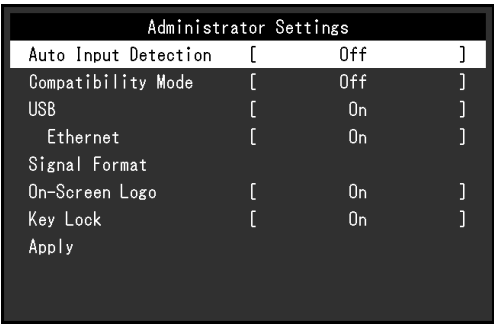 Administrator Settings
Auto Input Detection [ Off ]
Compatibility Mode [ Off ]
USB [ On ]
Ethernet [ On ]
Signal Format
On-Screen Logo [ On ]
Key Lock [ On ]
Apply